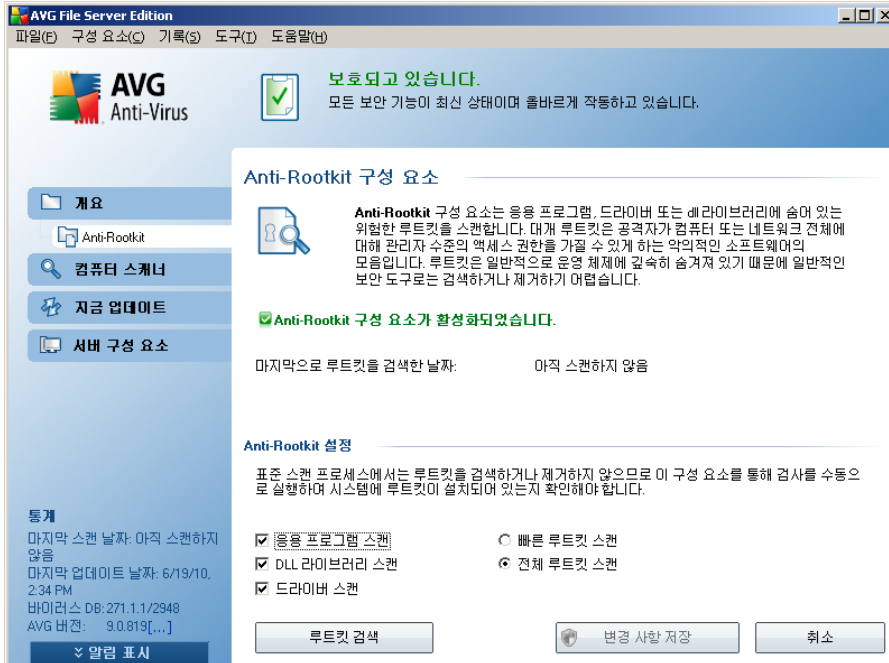 AVG File Server Edition
파일(F) 구성 요소(C) 기록(S) 도구(T) 도움말(H)
AVG
Anti-Virus
보호되고 있습니다.
모든 보안 기능이 최신 상태이며 올바르게 작동하고 있습니다.
개요
Anti-Rootkit
컴퓨터 스캐너
지금 업데이트
서버 구성 요소
통계
마지막 스캔 날짜: 아직 스캔하지
않음
마지막 업데이트 날짜: 6/19/10,
2:34 PM
바이러스 DB: 271.1.1/2948
AVG 버전: 9.0.819[...]
알림 표시
Anti-Rootkit 구성 요소
Anti-Rootkit 구성 요소는 응용 프로그램, 드라이버 또는 dll 라이브러리에 숨어 있는
위험한 루트킷을 스캔합니다. 대개 루트킷은 공격자가 컴퓨터 또는 네트워크 전체에
대해 관리자 수준의 액세스 권한을 가질 수 있게 하는 악의적인 소프트웨어의
모음입니다. 루트킷은 일반적으로 운영 체제에 깊숙히 숨겨져 있기 때문에 일반적인
보안 도구로는 검색하거나 제거하기 어렵습니다.
Anti-Rootkit 구성 요소가 활성화되었습니다.
마지막으로 루트킷을 검색한 날짜: 아직 스캔하지 않음
Anti-Rootkit 설정
표준 스캔 프로세스에서는 루트킷을 검색하거나 제거하지 않으므로 이 구성 요소를 통해 검사를 수동으
로 실행하며 시스템에 루트킷이 설치되어 있는지 확인해야 합니다.
응용 프로그램 스캔 빠른 루트킷 스캔
DLL 라이브러리 스캔 전체 루트킷 스캔
드라이버 스캔
루트킷 검색 변경 사항 저장 취소